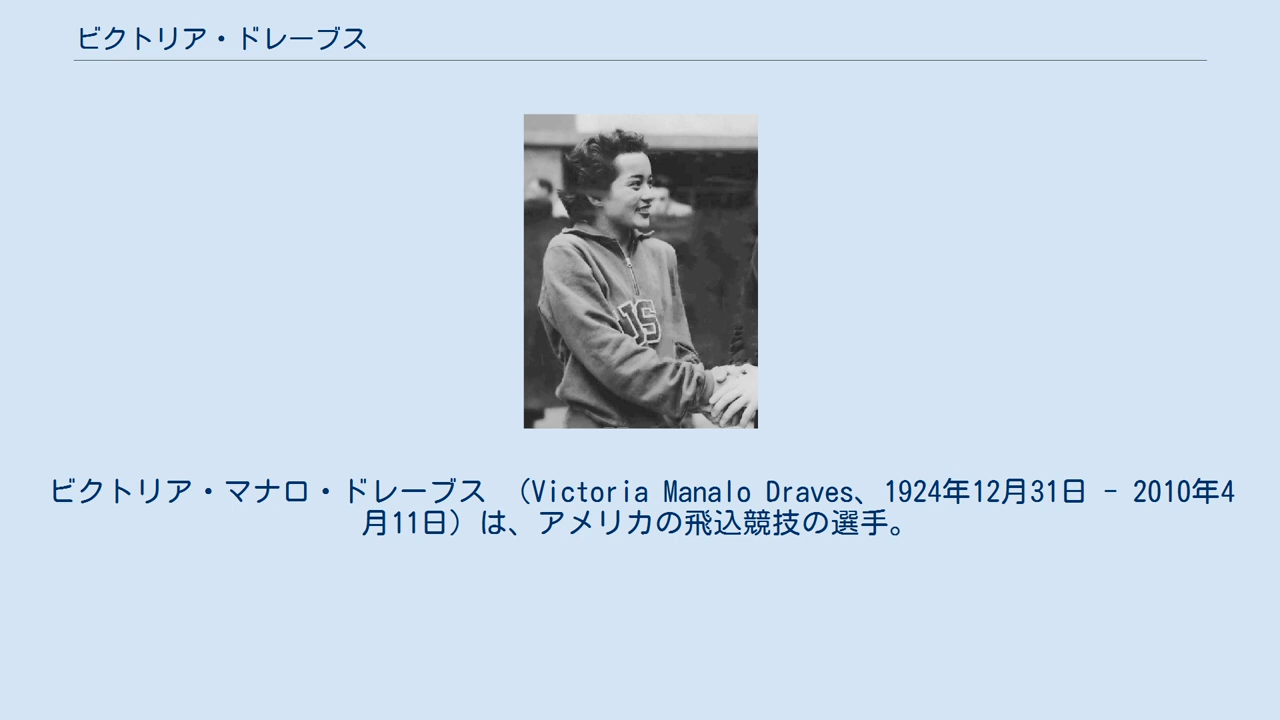 ビクトリア・ドレーブス
US
ビクトリア・マナロ・ドレーブス （Victoria Manalo Draves、1924年12月31日 - 2010年4
月11日）は、アメリカの飛込競技の選手。